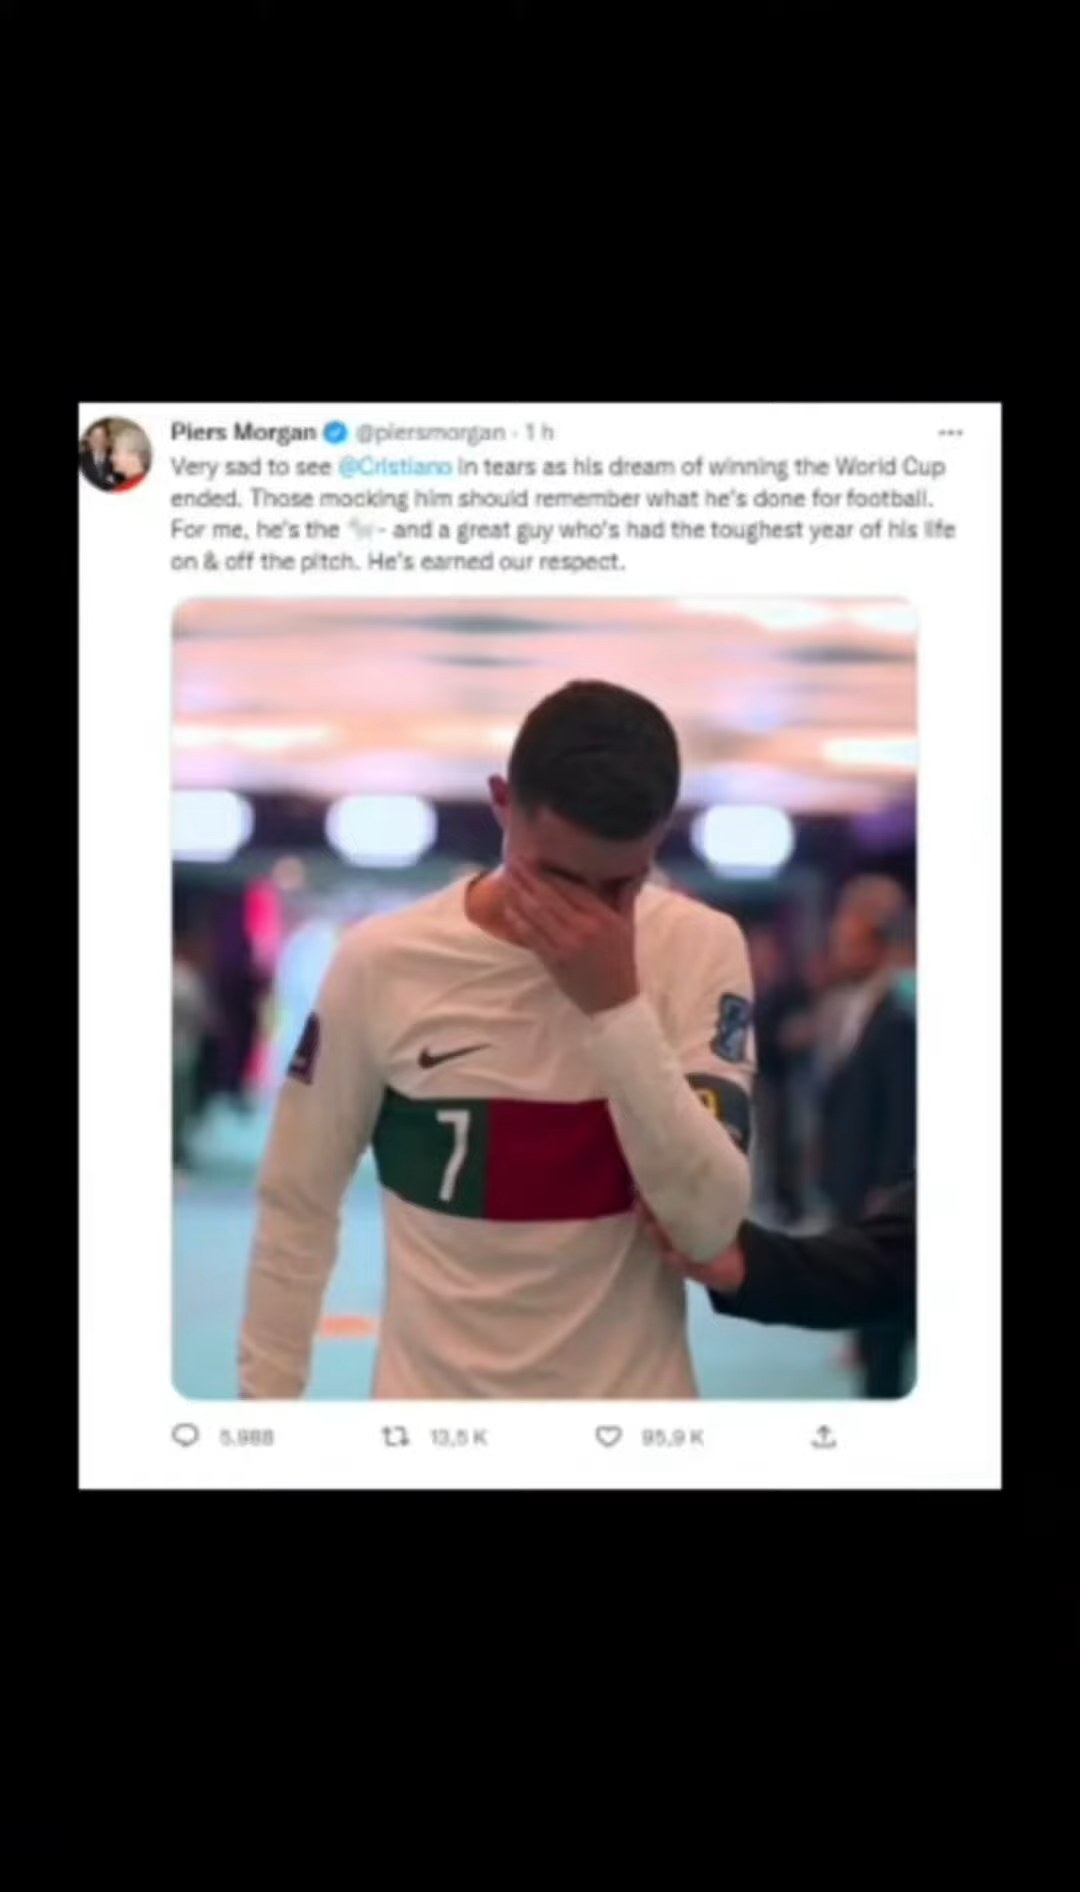 Piers Morgan @piersmorgan · 1 h
Very sad to see @Cristiano in tears as his dream of winning the World Cup
ended. Those mocking him should remember what he's done for football.
For me, he's the 🐐 - and a great guy who's had the toughest year of his life
on & off the pitch. He's earned our respect.
7
5.988
13,5 K
95,9 K